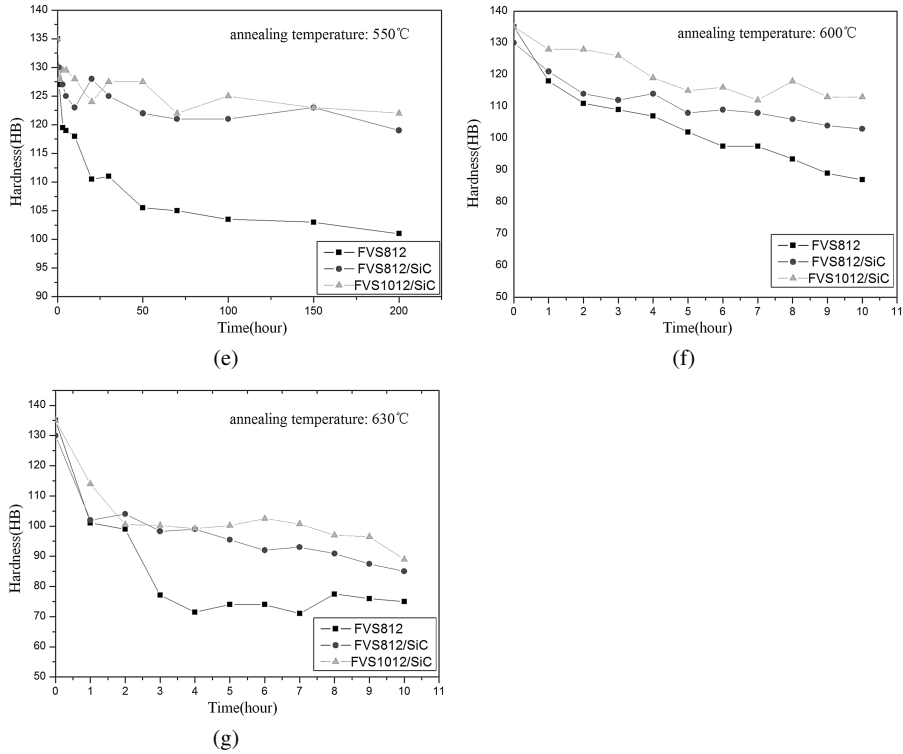 annealing temperature: 550℃
Hardness(HB)
140
135
130
125
120
115
110
105
100
95
90
FVS812
FVS812/SiC
FVS1012/SiC
0 50 100 150 200
Time(hour)
(e)
annealing temperature: 600℃
Hardness(HB)
140
130
120
110
100
90
80
70
60
50
FVS812
FVS812/SiC
FVS1012/SiC
0 1 2 3 4 5 6 7 8 9 10 11
Time(hour)
(f)
annealing temperature: 630℃
Hardness(HB)
140
130
120
110
100
90
80
70
60
50
FVS812
FVS812/SiC
FVS1012/SiC
0 1 2 3 4 5 6 7 8 9 10 11
Time(hour)
(g)